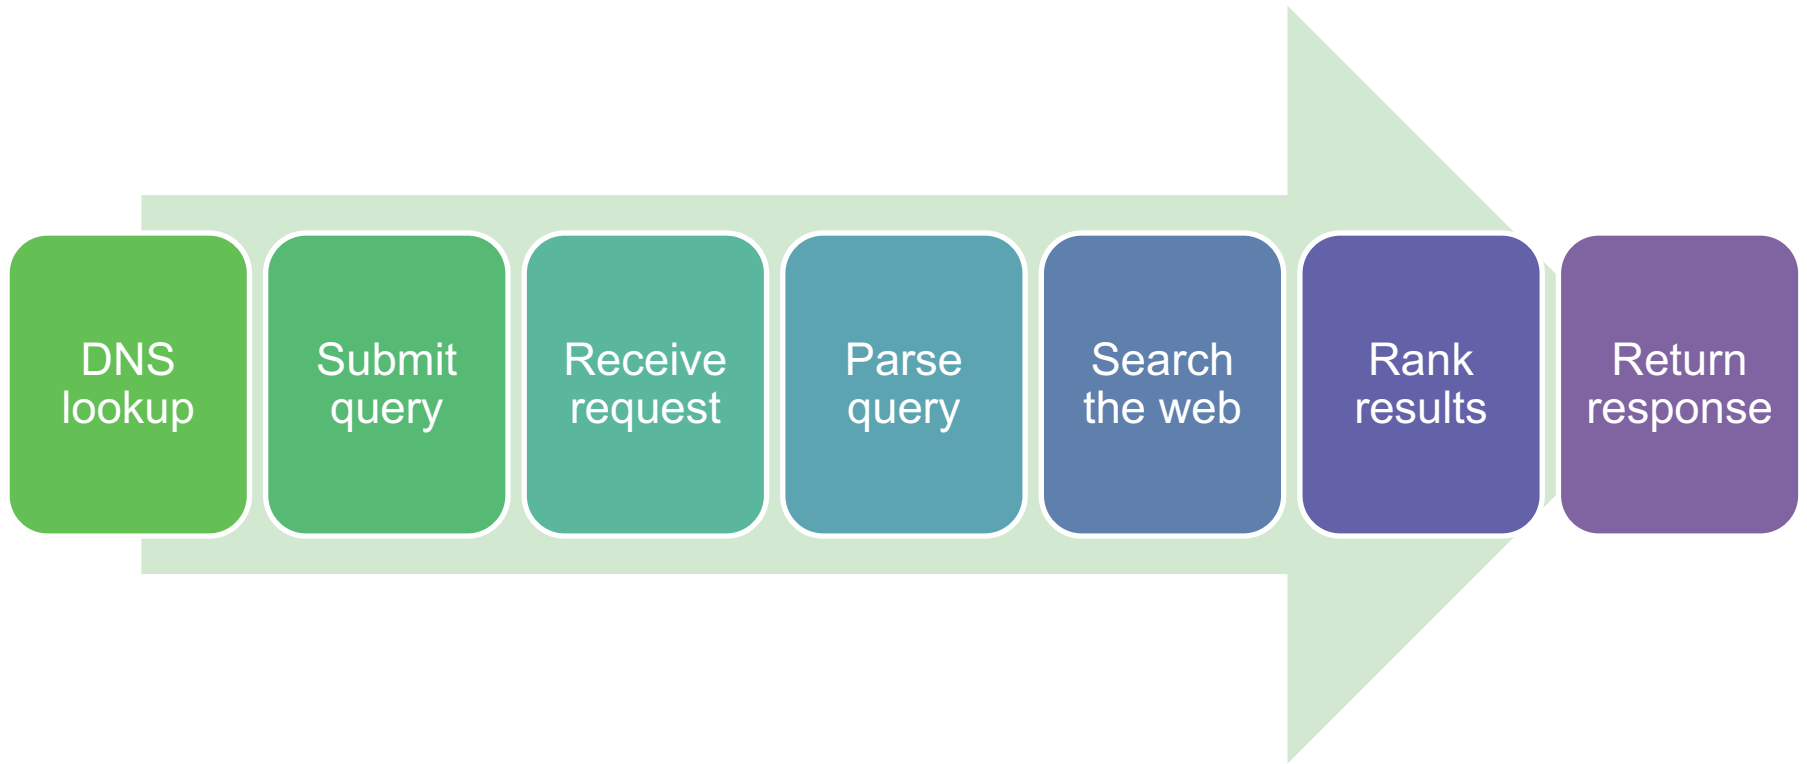 DNS
lookup
Submit
query
Receive
request
Parse
query
Search
the web
Rank
results
Return
response